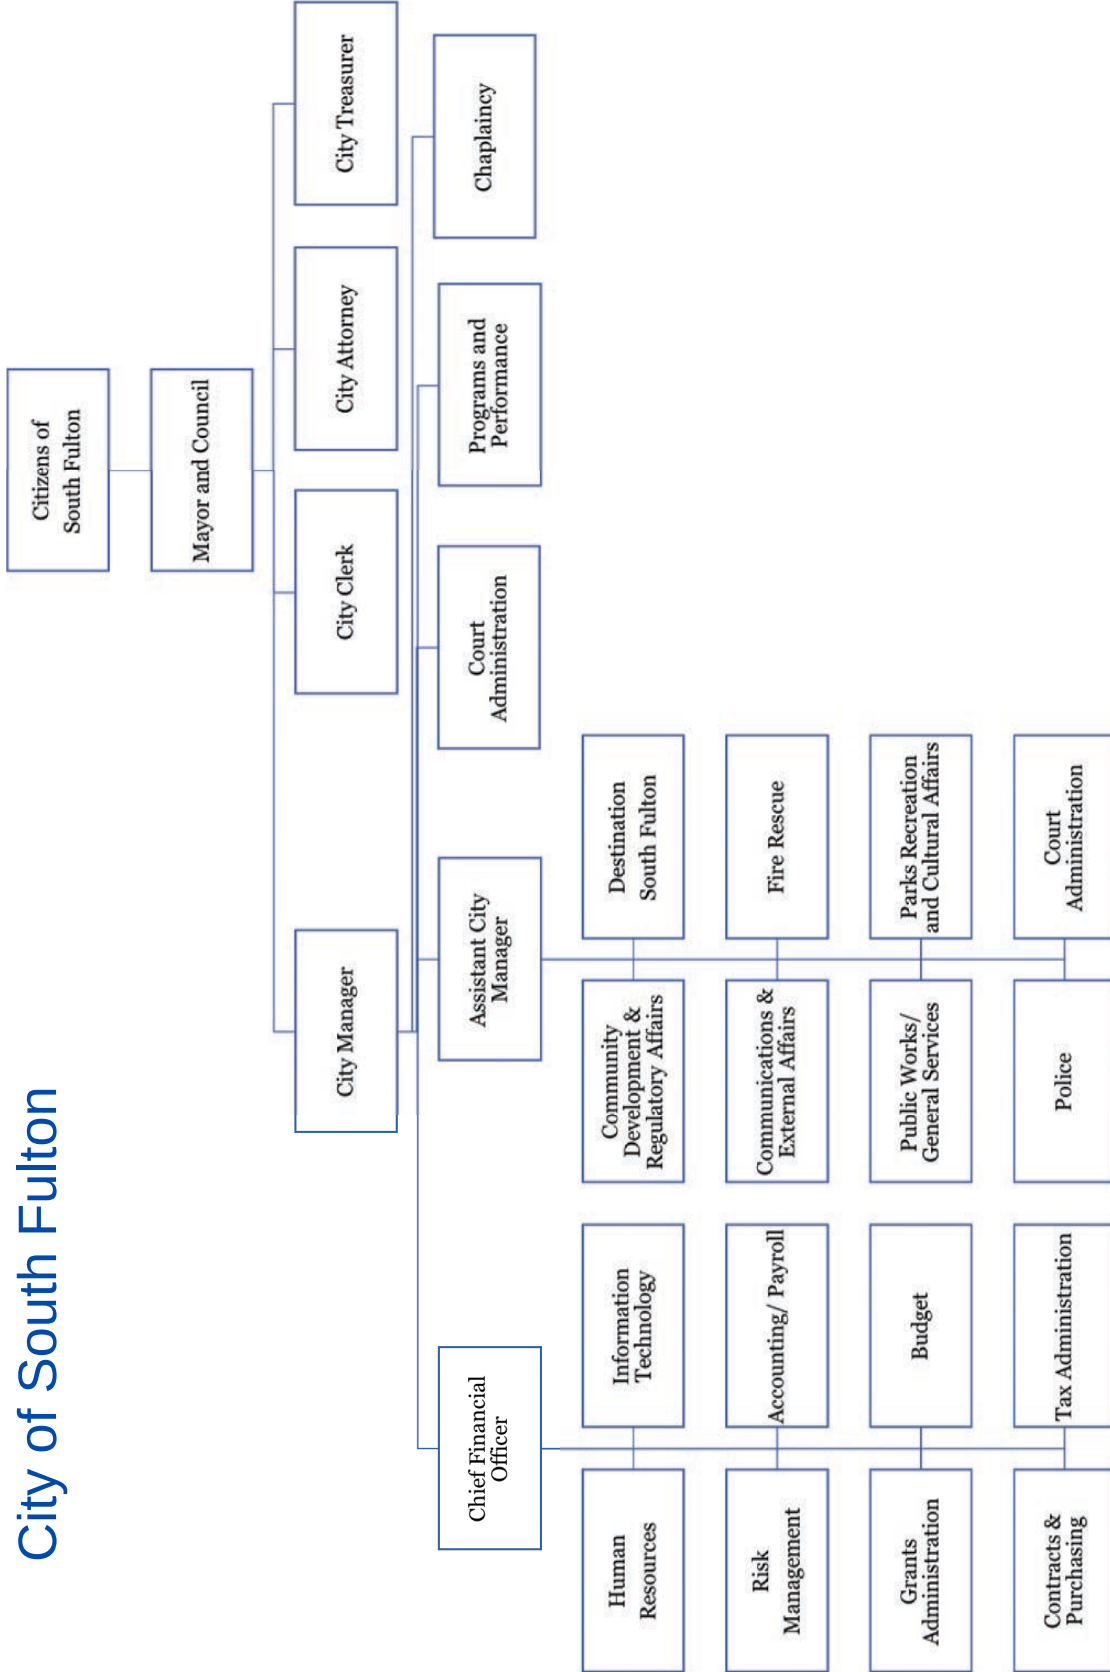 City of South Fulton
Citizens of
South Fulton
Mayor and Council
City Manager
City Clerk
City Attorney
City Treasurer
Chief Financial
Officer
Assistant City
Manager
Court
Administration
Programs and
Performance
Chaplaincy
Human
Resources
Information
Technology
Community
Development &
Regulatory Affairs
Destination
South Fulton
Risk
Management
Accounting/ Payroll
Communications &
External Affairs
Fire Rescue
Grants
Administration
Budget
Public Works/
General Services
Parks Recreation
and Cultural Affairs
Contracts &
Purchasing
Tax Administration
Police
Court
Administration